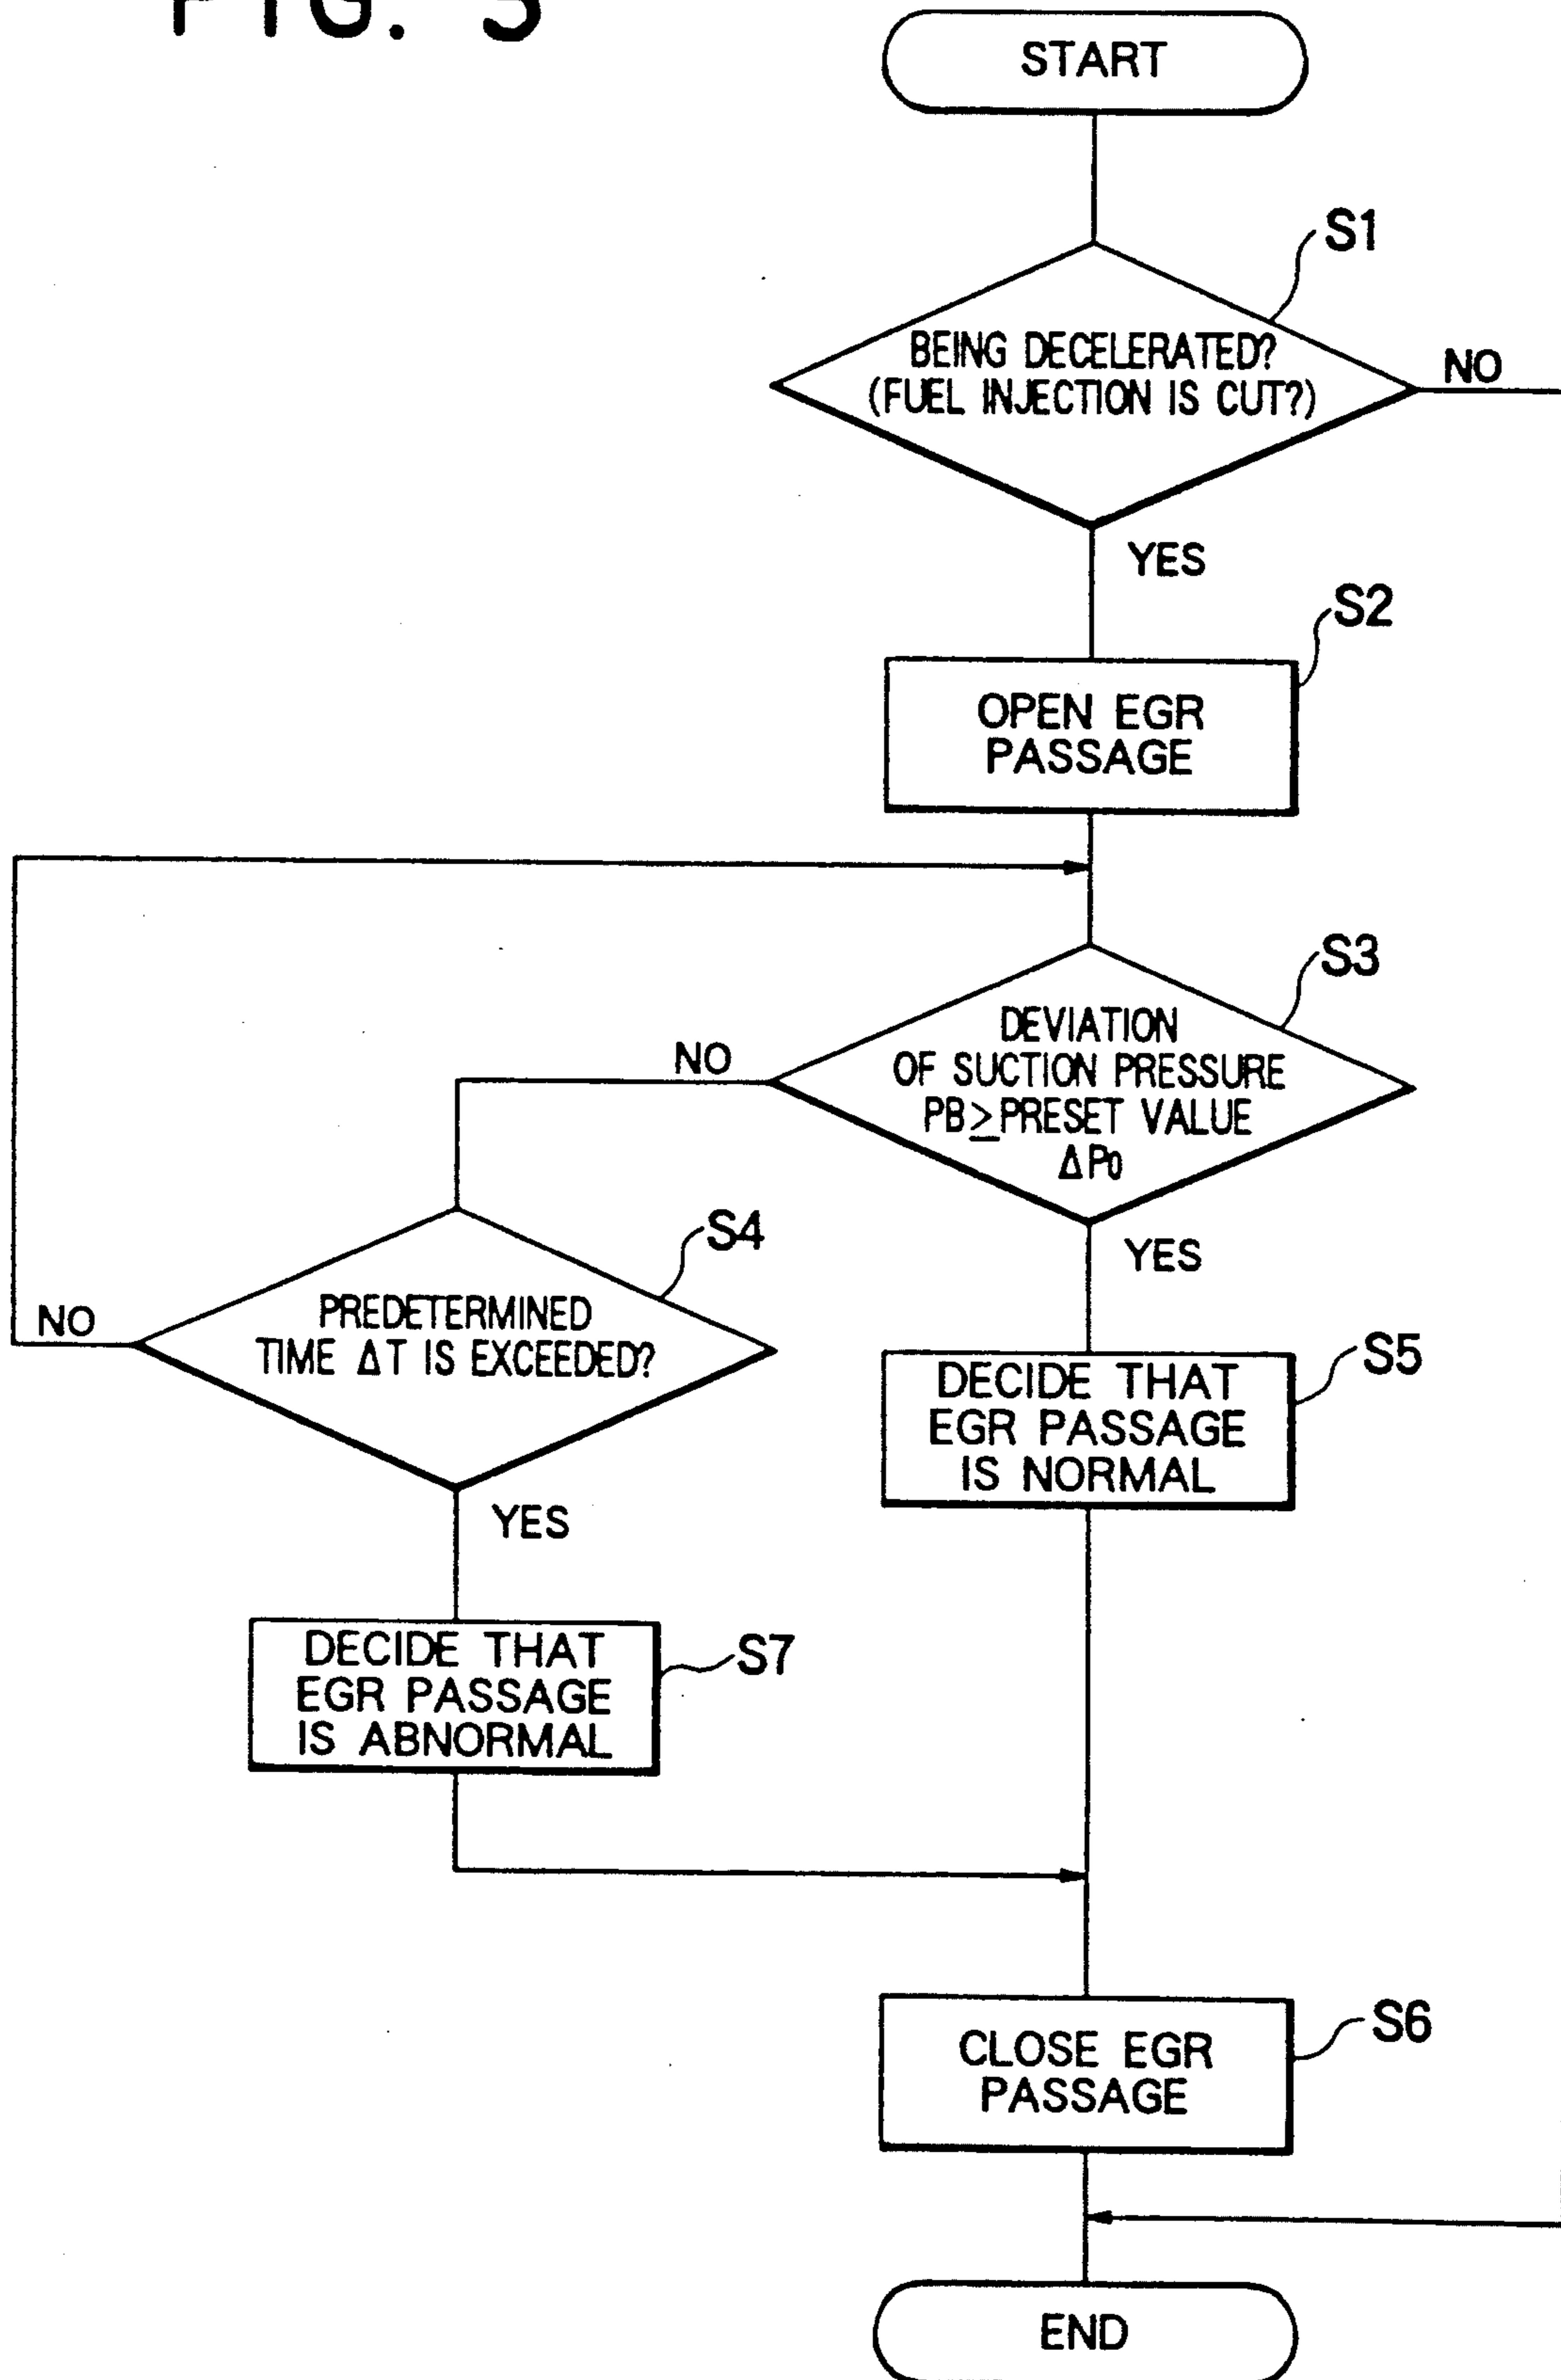 FIG. 3
START
S1
BEING DECELERATED?
(FUEL INJECTION IS CUT?)
NO
YES
S2
OPEN EGR
PASSAGE
S3
DEVIATION
OF SUCTION PRESSURE
PB≥PRESET VALUE
ΔP0
NO
YES
S4
PREDETERMINED
TIME ΔT IS EXCEEDED?
NO
YES
S5
DECIDE THAT
EGR PASSAGE
IS NORMAL
S7
DECIDE THAT
EGR PASSAGE
IS ABNORMAL
S6
CLOSE EGR
PASSAGE
END